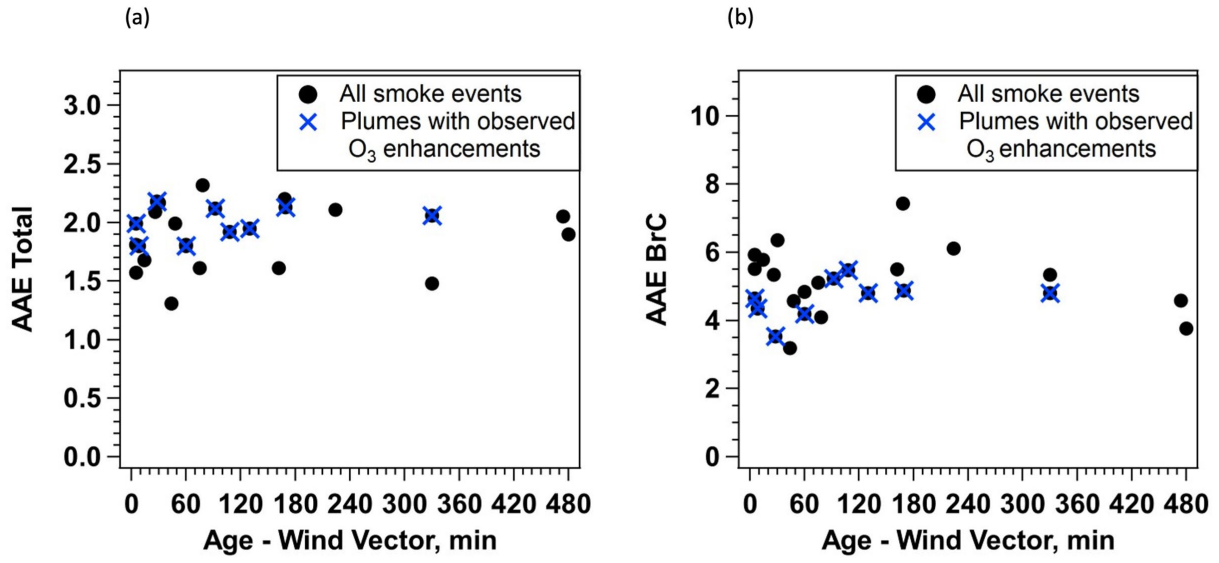 (a)
AAE Total
3.0
2.5
2.0
1.5
1.0
0.5
0.0
All smoke events
Plumes with observed
O3 enhancements
0 60 120 180 240 300 360 420 480
Age - Wind Vector, min
(b)
AAE BrC
10
8
6
4
2
0
All smoke events
Plumes with observed
O3 enhancements
0 60 120 180 240 300 360 420 480
Age - Wind Vector, min